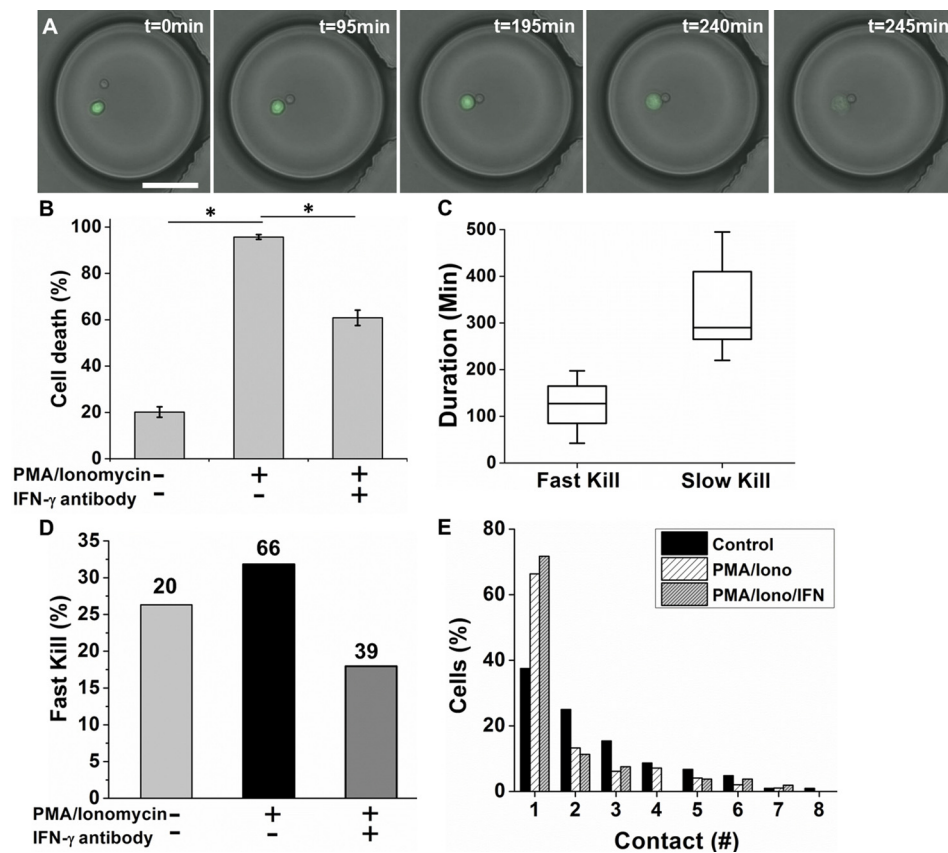 A t=0min t=95min t=195min t=240min t=245min
B
Cell death (%)
100
80
60
40
20
0
* *
PMA/Ionomycin - + +
IFN-γ antibody - - +
C
Duration (Min)
500
400
300
200
100
0
Fast Kill Slow Kill
D
Fast Kill (%)
35
30
25
20
15
10
5
0
20 66 39
PMA/Ionomycin - + +
IFN-γ antibody - - +
E
Cells (%)
80
60
40
20
0
Control
PMA/Iono
PMA/Iono/IFN
1 2 3 4 5 6 7 8
Contact (#)